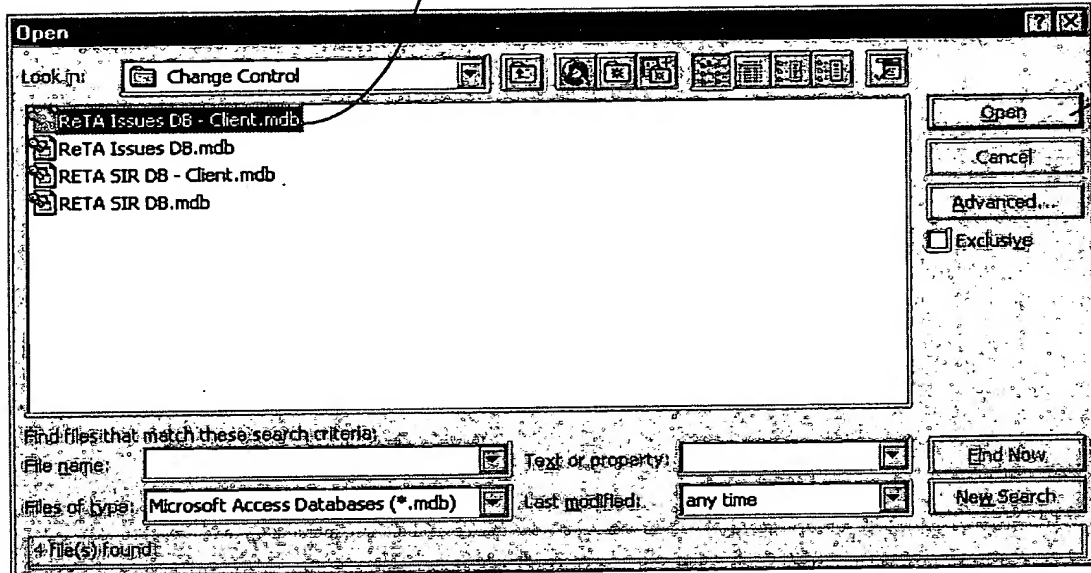 Open
Look in: Change Control
ReTA Issues DB - Client.mdb
ReTA Issues DB.mdb
RETA SIR DB - Client.mdb
RETA SIR DB.mdb
Open
Cancel
Advanced...
Exclusive
Find files that match these search criteria:
File name: Text or property: Find Now
Files of type: Microsoft Access Databases (*.mdb) Last modified: any time New Search
4 file(s) found.